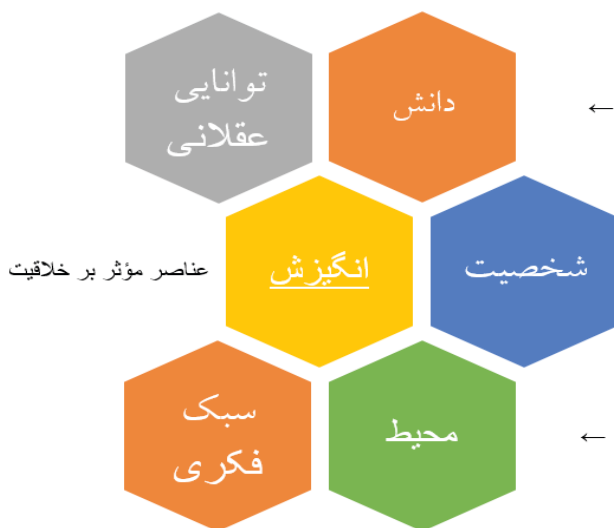 دانش
←
توانایی
عقلانی
شخصیت
انگیزش
عناصر مؤثر بر خلاقیت
محیط
←
سبک
فکری